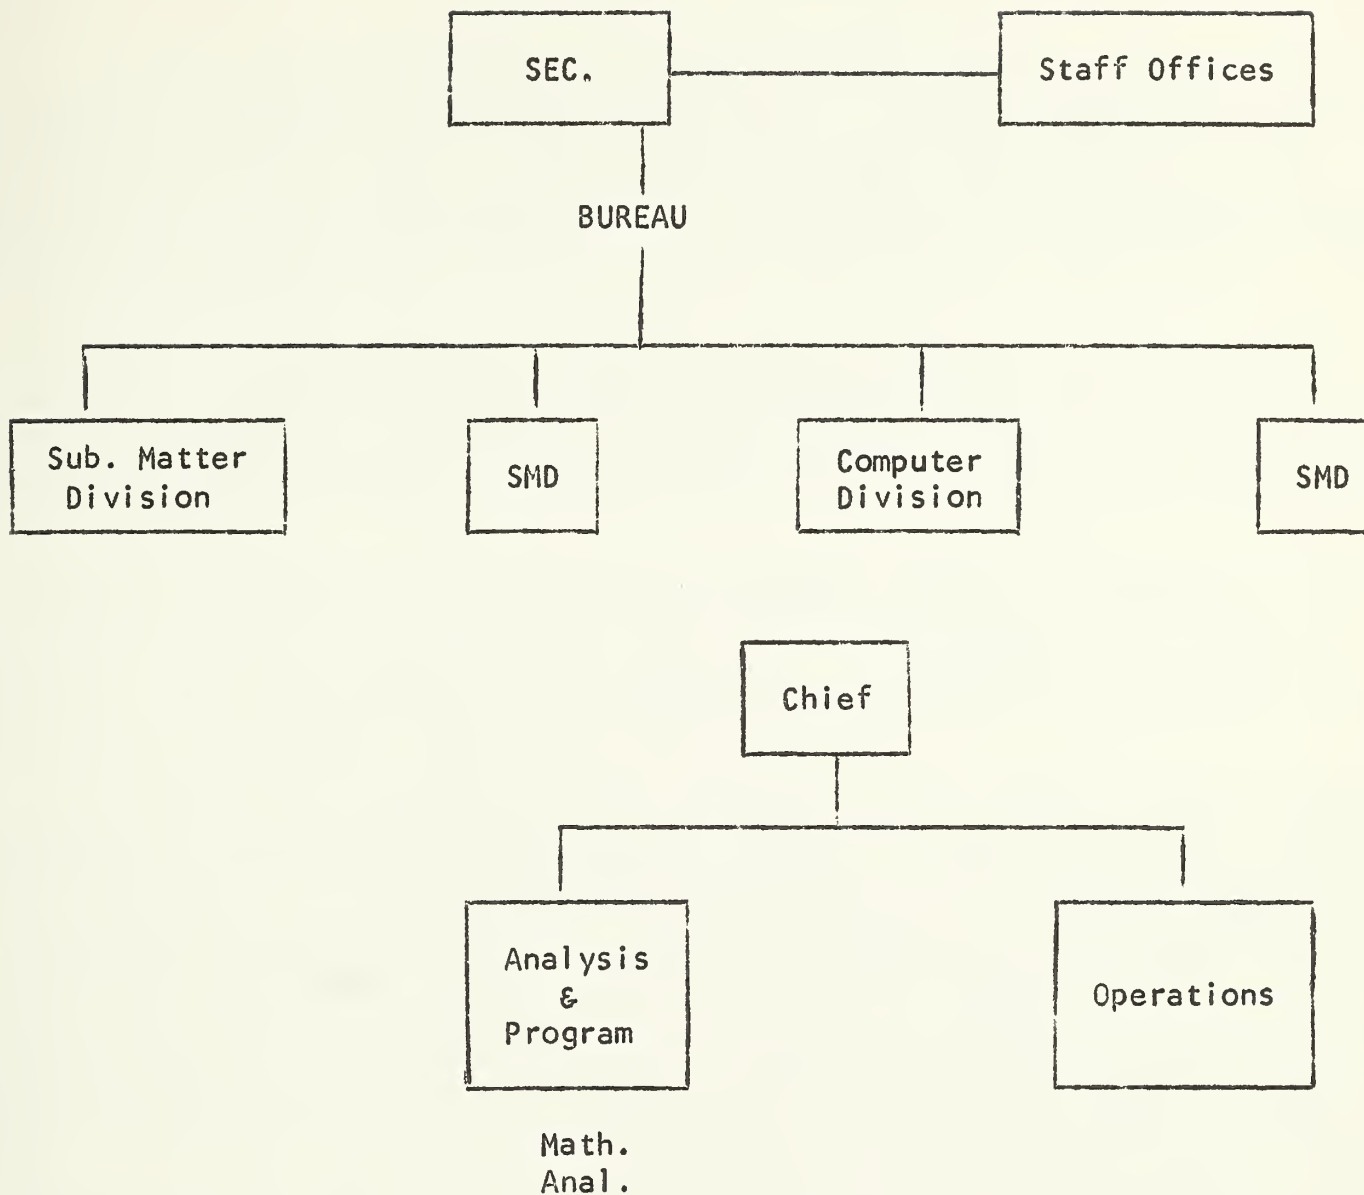 SEC.
Staff Offices
BUREAU
Sub. Matter
Division
SMD
Computer
Division
SMD
Chief
Analysis
&
Program
Operations
Math.
Anal.